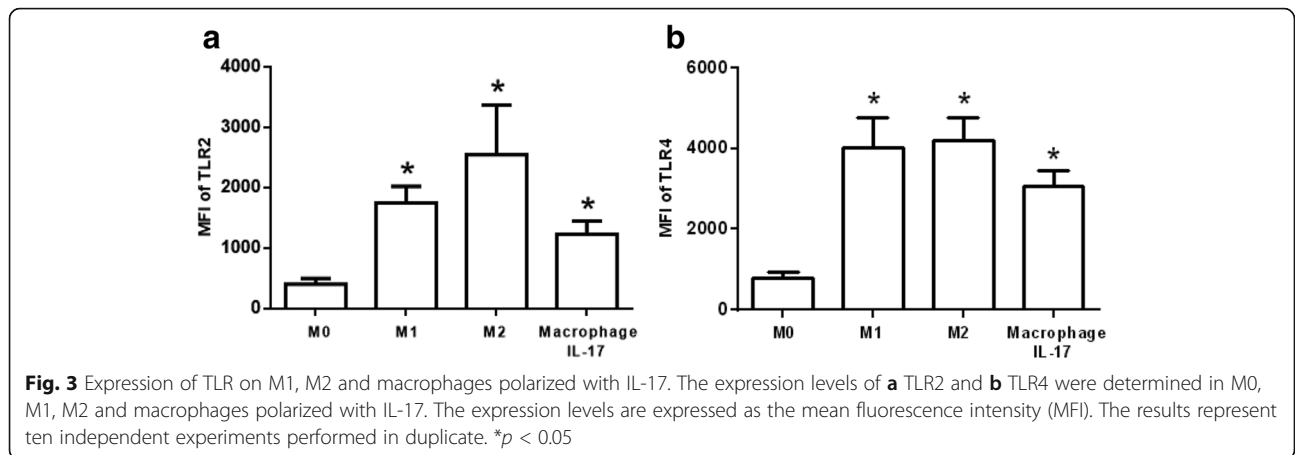 a
4000
3000
2000
1000
0
MFI of TLR2
*
*
*
M0
M1
M2
Macrophage
IL-17
b
6000
4000
2000
0
MFI of TLR4
*
*
*
M0
M1
M2
Macrophage
IL-17
Fig. 3 Expression of TLR on M1, M2 and macrophages polarized with IL-17. The expression levels of a TLR2 and b TLR4 were determined in M0,
M1, M2 and macrophages polarized with IL-17. The expression levels are expressed as the mean fluorescence intensity (MFI). The results represent
ten independent experiments performed in duplicate. *p < 0.05